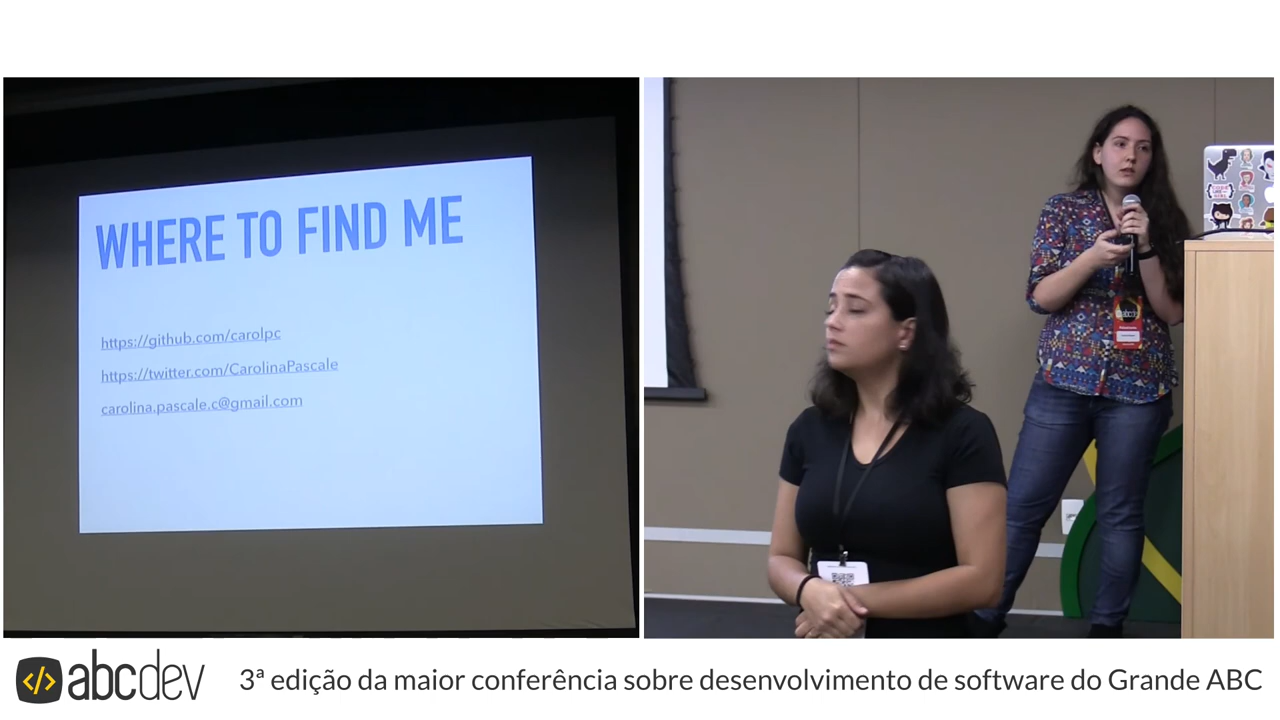 WHERE TO FIND ME
https://github.com/carolpc
https://twitter.com/CarolinaPascale
carolina.pascale.c@gmail.com
abcdev
</> abcdev
3ª edição da maior conferência sobre desenvolvimento de software do Grande ABC